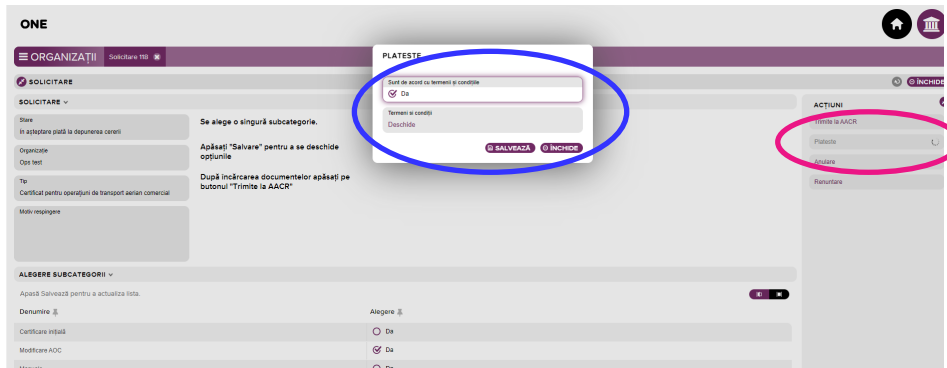 ONE
ORGANIZAȚII
Solicitare 118
SOLICITARE
ÎNCHIDE
SOLICITARE
Stare
În așteptare plată la depunerea cererii
Organizație
Ops test
Tip
Certificat pentru operațiuni de transport aerian comercial
Motiv respingere
Se alege o singură subcategorie.
Apăsați "Salvare" pentru a se deschide
opțiunile
După încărcarea documentelor apăsați pe
butonul "Trimite la AACR"
PLATESTE
Sunt de acord cu termenii și condițiile
Da
Termeni si conditii
Deschide
SALVEAZĂ
ÎNCHIDE
ACȚIUNI
Trimite la AACR
Plateste
Anulare
Renuntare
ALEGERE SUBCATEGORII
Apasă Salvează pentru a actualiza lista.
Denumire
Alegere
Certificare inițială
Da
Modificare AOC
Da